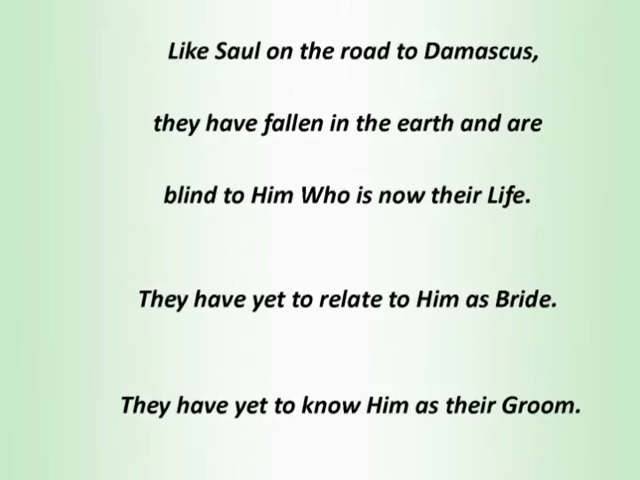 Like Saul on the road to Damascus,
they have fallen in the earth and are
blind to Him Who is now their Life.
They have yet to relate to Him as Bride.
They have yet to know Him as their Groom.